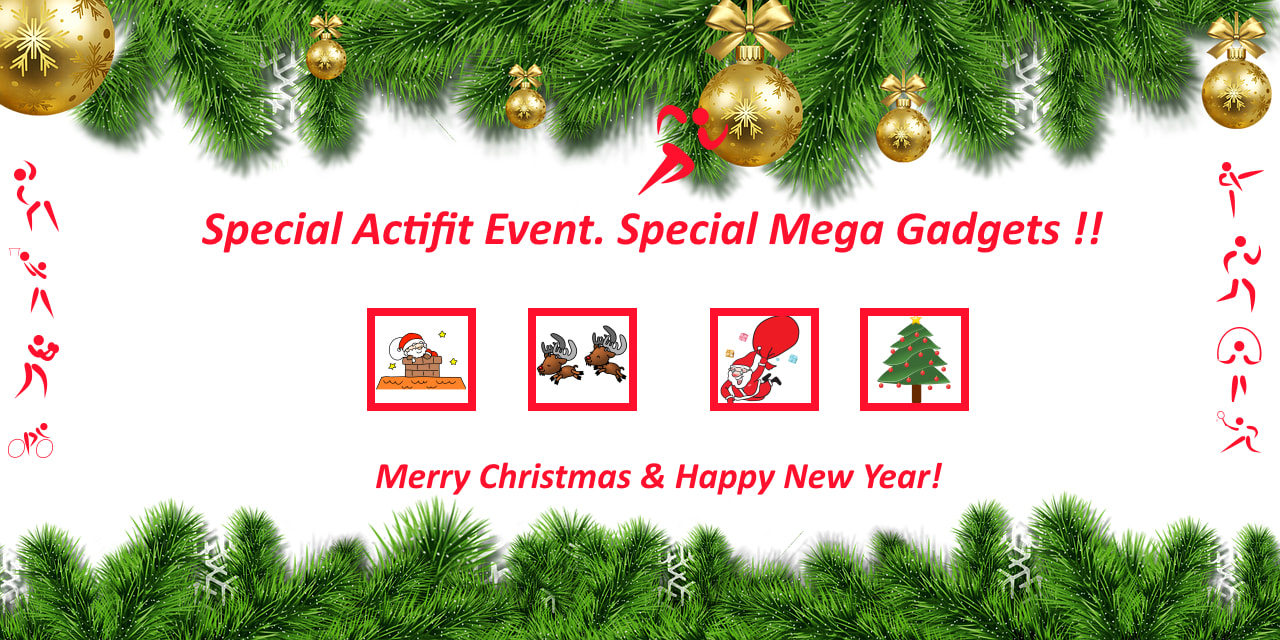 Special Actifit Event. Special Mega Gadgets !!
Merry Christmas & Happy New Year!